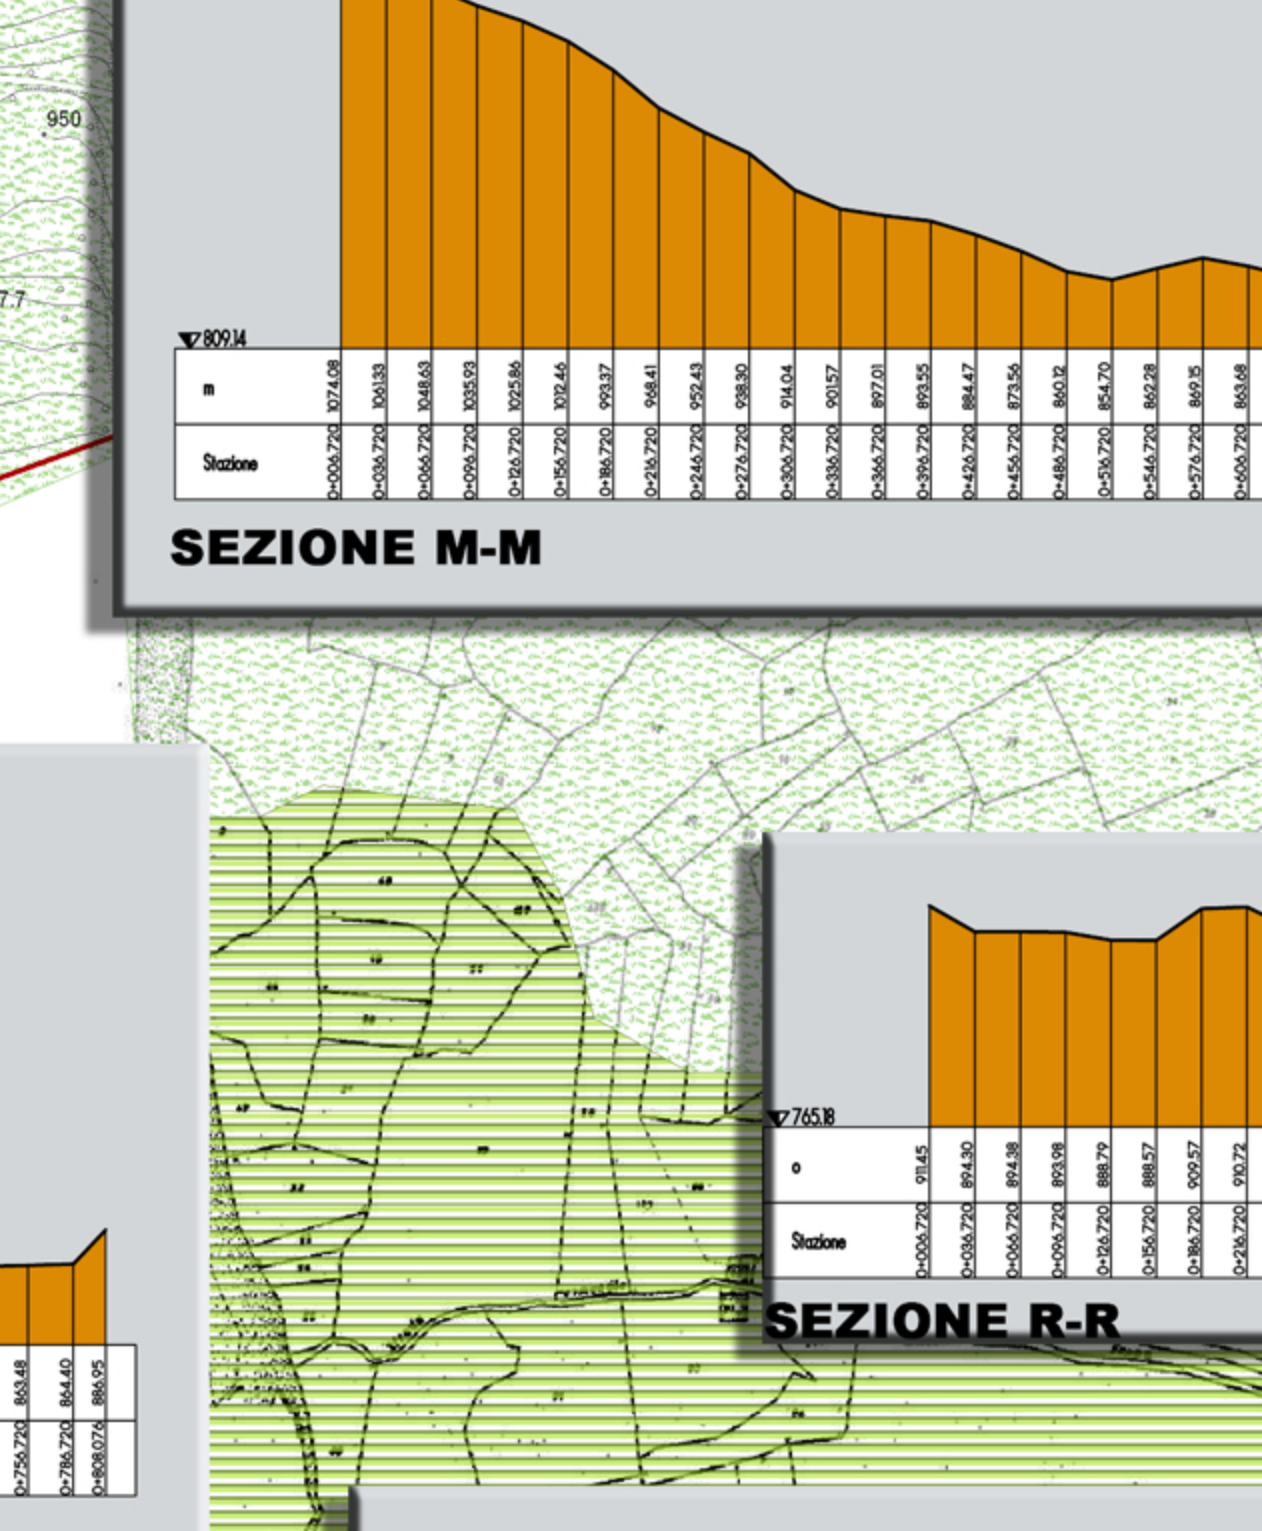 950
7.7
809.14
m 1074.08 1061.33 1048.63 1035.93 1025.86 1012.46 993.37 968.41 952.43 938.30 914.04 901.57 897.01 893.55 884.47 873.56 860.12 854.70 862.28 869.15 863.68
Stazione 0+006.720 0+036.720 0+066.720 0+096.720 0+126.720 0+156.720 0+186.720 0+216.720 0+246.720 0+276.720 0+306.720 0+336.720 0+366.720 0+396.720 0+426.720 0+456.720 0+486.720 0+516.720 0+546.720 0+576.720 0+606.720
SEZIONE M-M
765.18
o 911.45 894.30 894.38 893.98 888.79 888.57 909.57 910.72
Stazione 0+006.720 0+036.720 0+066.720 0+096.720 0+126.720 0+156.720 0+186.720 0+216.720
SEZIONE R-R
863.48 864.40 886.95
0+756.720 0+786.720 0+808.076